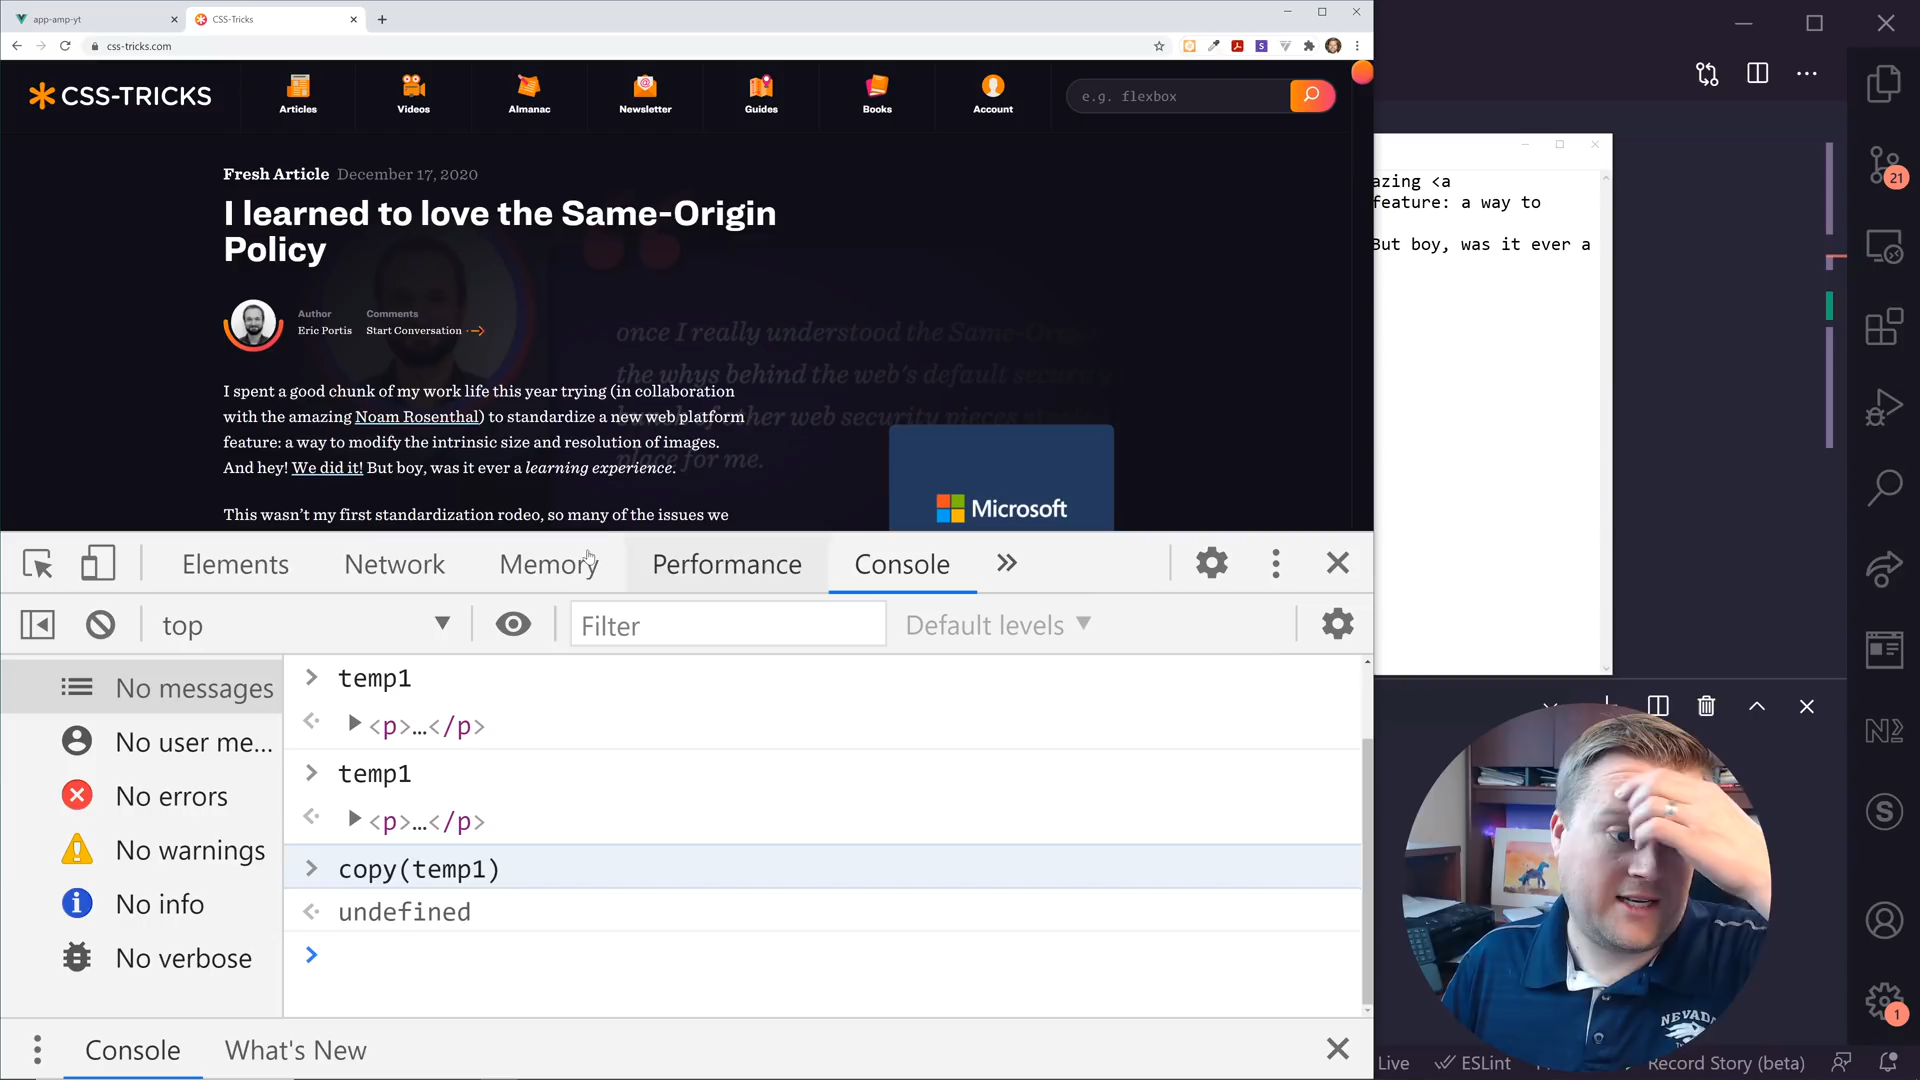 app-amp-yt
CSS-Tricks
css-tricks.com
CSS-TRICKS
Articles
Videos
Almanac
Newsletter
Guides
Books
Account
e.g. flexbox
Fresh Article December 17, 2020
I learned to love the Same-Origin
Policy
Author
Eric Portis
Comments
Start Conversation
once I really understood the Same-Origin
the whys behind the web's default security
bunch of other web security pieces
place for me.
I spent a good chunk of my work life this year trying (in collaboration
with the amazing Noam Rosenthal) to standardize a new web platform
feature: a way to modify the intrinsic size and resolution of images.
And hey! We did it! But boy, was it ever a learning experience.
This wasn't my first standardization rodeo, so many of the issues we
Microsoft
azing <a
feature: a way to
But boy, was it ever a
21
Elements
Network
Memory
Performance
Console
top
Filter
Default levels
No messages
No user me...
No errors
No warnings
No info
No verbose
> temp1
<p>…</p>
> temp1
<p>…</p>
> copy(temp1)
undefined
>
Console
What's New
NEVADA
Live
ESLint
Record Story (beta)
1